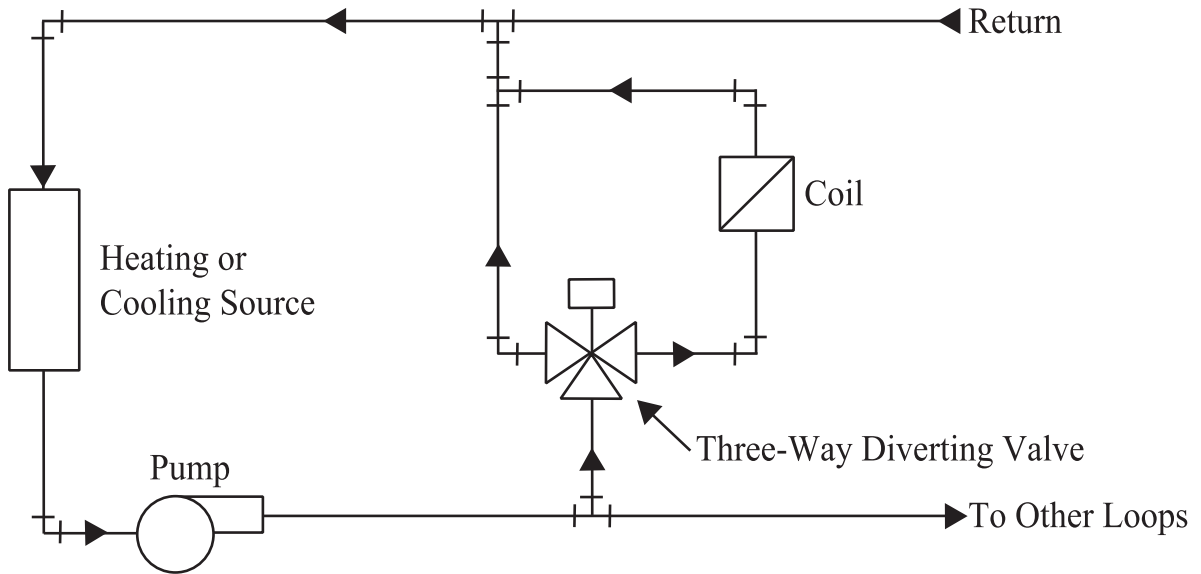 Return
Coil
Heating or
Cooling Source
Three-Way Diverting Valve
Pump
To Other Loops